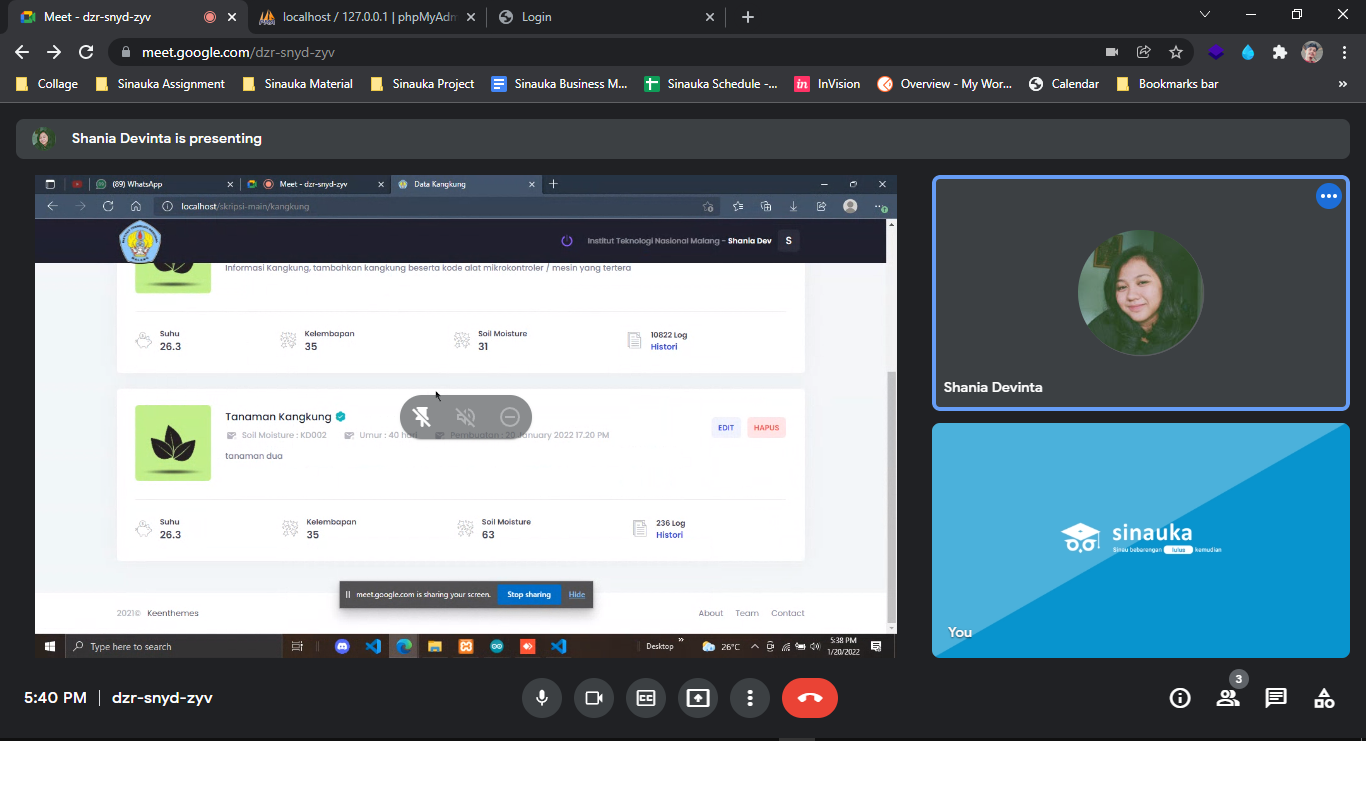 Meet - dzr-snyd-zyv
localhost / 127.0.0.1 | phpMyAdm
Login
meet.google.com/dzr-snyd-zyv
Collage
Sinauka Assignment
Sinauka Material
Sinauka Project
Sinauka Business M...
Sinauka Schedule -...
in
InVision
Overview - My Wor...
Calendar
Bookmarks bar
»
Shania Devinta is presenting
(89) WhatsApp
Meet - dzr-snyd-zyv
Data Kangkung
localhost/skripsi-main/kangkung
Institut Teknologi Nasional Malang - Shania Dev
S
Informasi Kangkung, tambahkan kangkung beserta kode alat mikrokontroler / mesin yang tertera
Suhu
26.3
Kelembapan
35
Soil Moisture
31
10822 Log
Histori
Tanaman Kangkung
Soil Moisture : KD002
Umur : 40 hari
Pembuatan : 20 January 2022 17.20 PM
EDIT
HAPUS
tanaman dua
Suhu
26.3
Kelembapan
35
Soil Moisture
63
236 Log
Histori
meet.google.com is sharing your screen.
Stop sharing
Hide
2021© Keenthemes
About
Team
Contact
Type here to search
Desktop
26°C
5:38 PM
1/20/2022
Shania Devinta
sinauka
Sinau bebarengan lulus kemudian
You
5:40 PM | dzr-snyd-zyv
3